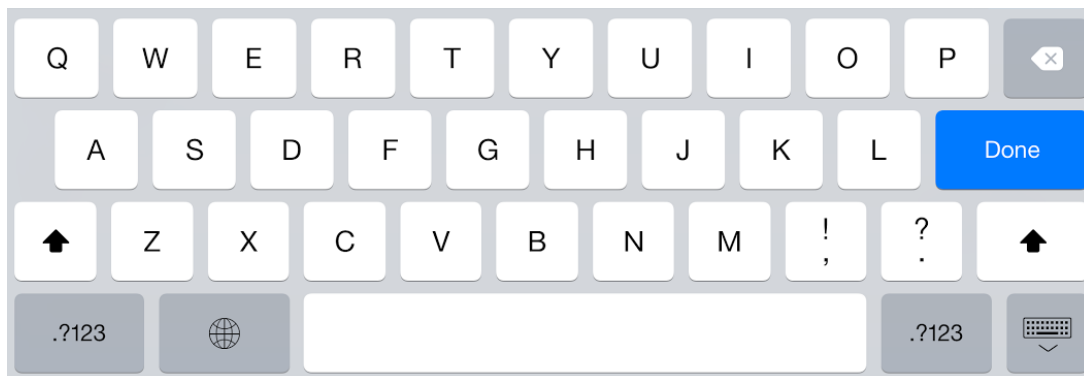 Q W E R T Y U I O P
A S D F G H J K L Done
Z X C V B N M ! , ? .
.?123 .?123